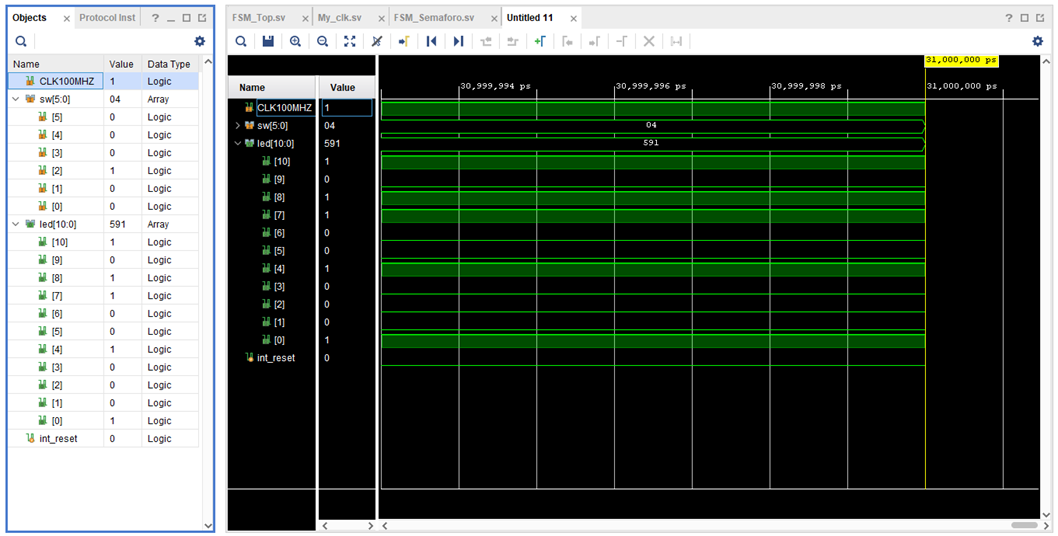 Objects
Protocol Inst
?
Name Value Data Type
CLK100MHZ 1 Logic
sw[5:0] 04 Array
[5] 0 Logic
[4] 0 Logic
[3] 0 Logic
[2] 1 Logic
[1] 0 Logic
[0] 0 Logic
led[10:0] 591 Array
[10] 1 Logic
[9] 0 Logic
[8] 1 Logic
[7] 1 Logic
[6] 0 Logic
[5] 0 Logic
[4] 1 Logic
[3] 0 Logic
[2] 0 Logic
[1] 0 Logic
[0] 1 Logic
int_reset 0 Logic
FSM_Top.sv
My_clk.sv
FSM_Semaforo.sv
Untitled 11
?
31,000,000 ps
Name Value
30,999,994 ps 30,999,996 ps 30,999,998 ps 31,000,000 ps
CLK100MHZ 1
sw[5:0] 04 04
led[10:0] 591 591
[10] 1
[9] 0
[8] 1
[7] 1
[6] 0
[5] 0
[4] 1
[3] 0
[2] 0
[1] 0
[0] 1
int_reset 0